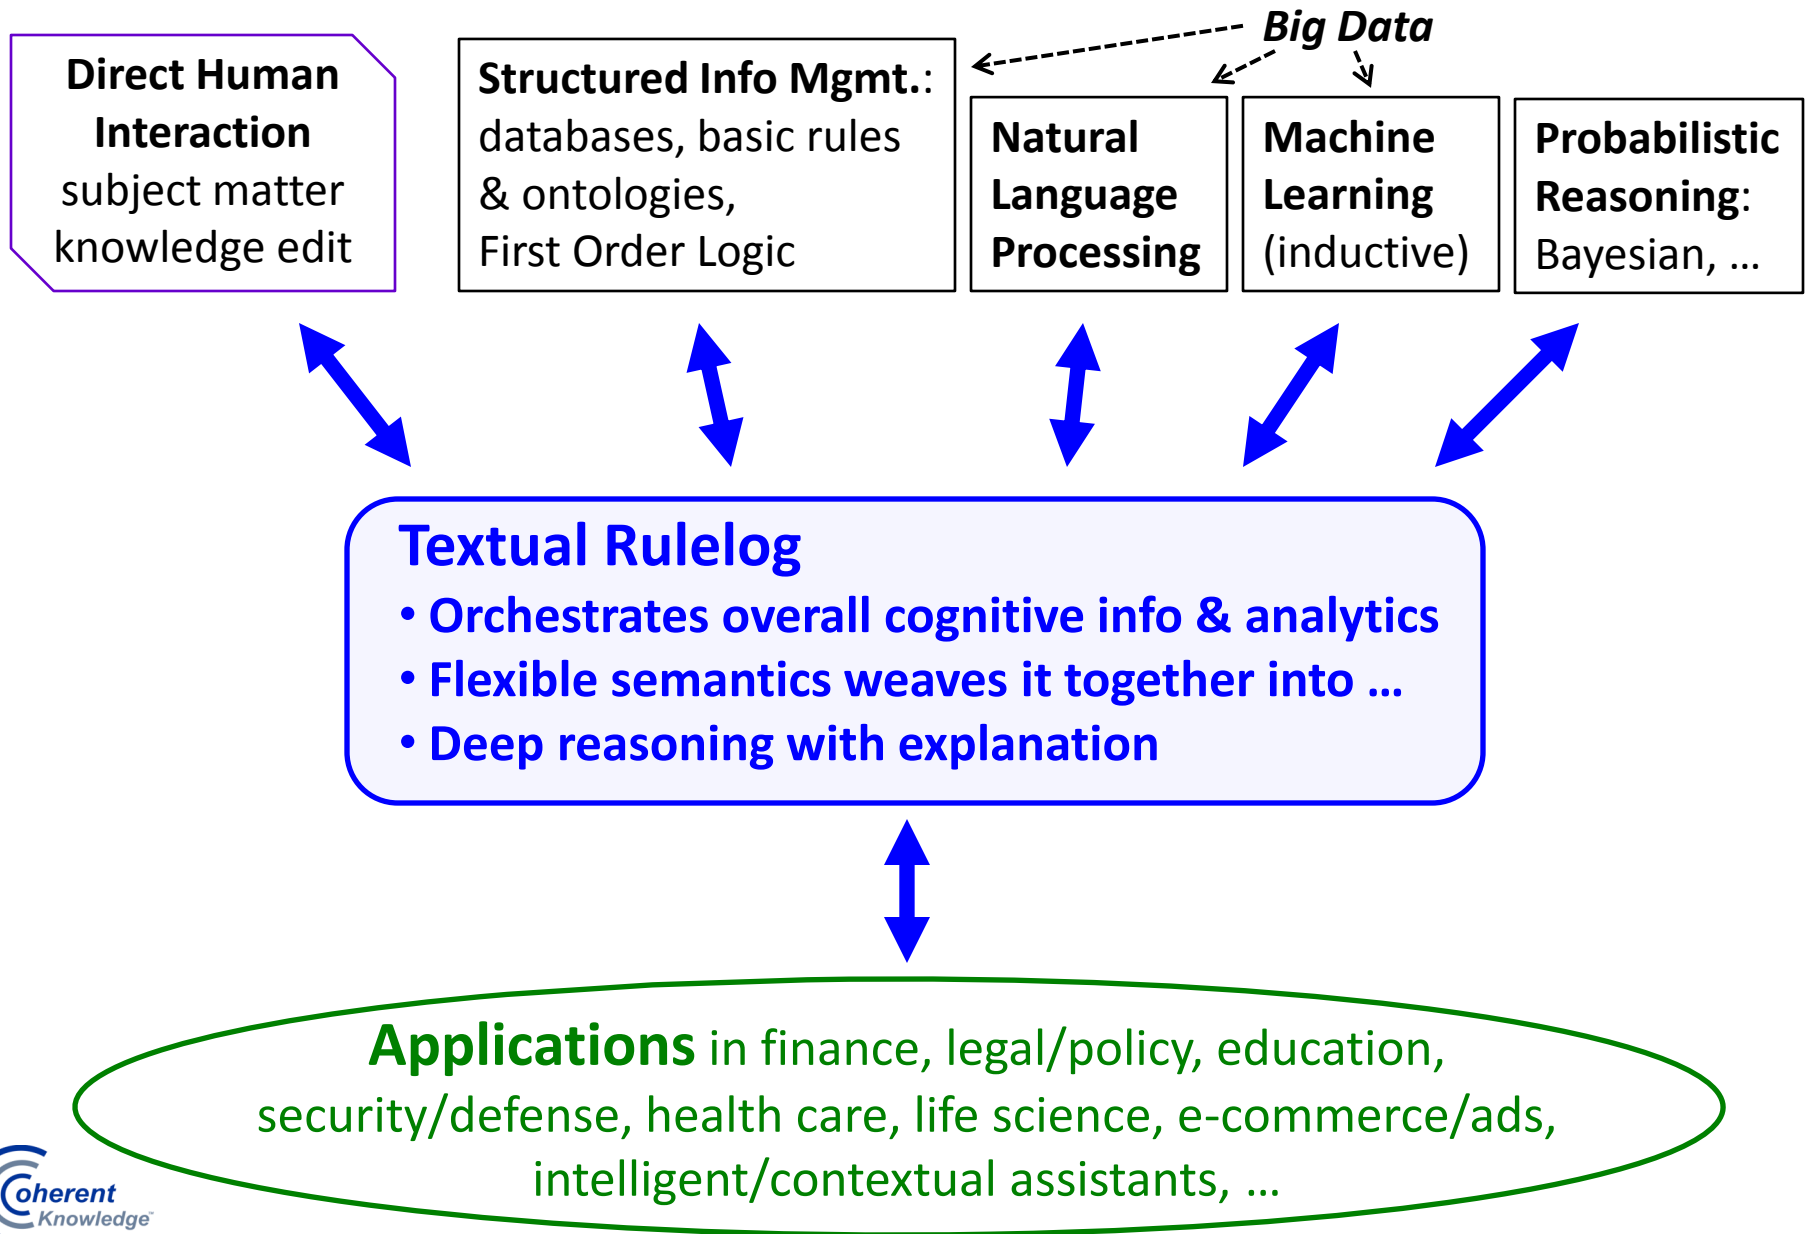 Big Data
Direct Human
Interaction
subject matter
knowledge edit
Structured Info Mgmt.:
databases, basic rules
& ontologies,
First Order Logic
Natural
Language
Processing
Machine
Learning
(inductive)
Probabilistic
Reasoning:
Bayesian, …
Textual Rulelog
• Orchestrates overall cognitive info & analytics
• Flexible semantics weaves it together into …
• Deep reasoning with explanation
Applications in finance, legal/policy, education,
security/defense, health care, life science, e-commerce/ads,
intelligent/contextual assistants, …
Coherent
Knowledge™